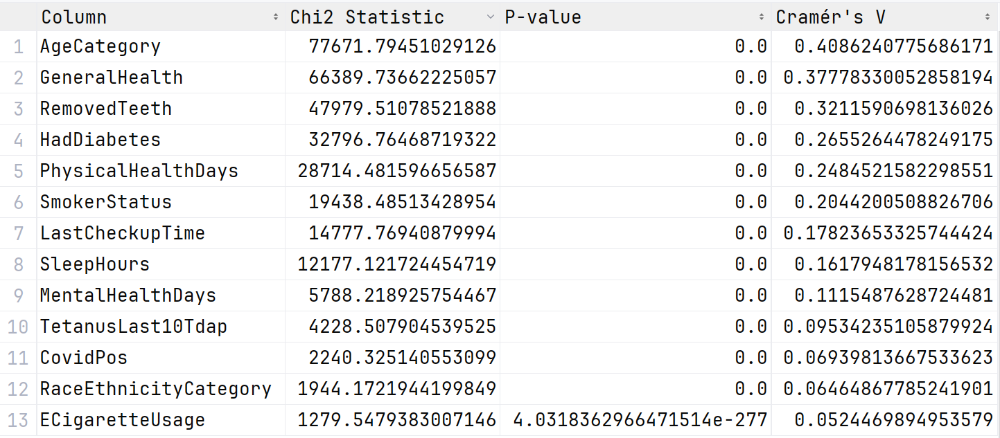 Column Chi2 Statistic P-value Cramér's V
1 AgeCategory 77671.79451029126 0.0 0.4086240775686171
2 GeneralHealth 66389.73662225057 0.0 0.37778330052858194
3 RemovedTeeth 47979.51078521888 0.0 0.3211590698136026
4 HadDiabetes 32796.76468719322 0.0 0.2655264478249175
5 PhysicalHealthDays 28714.481596656587 0.0 0.2484521582298551
6 SmokerStatus 19438.48513428954 0.0 0.2044200508826706
7 LastCheckupTime 14777.76940879994 0.0 0.17823653325744424
8 SleepHours 12177.121724454719 0.0 0.1617948178156532
9 MentalHealthDays 5788.218925754467 0.0 0.1115487628724481
10 TetanusLast10Tdap 4228.507904539525 0.0 0.09534235105879924
11 CovidPos 2240.325140553099 0.0 0.06939813667533623
12 RaceEthnicityCategory 1944.1721944199849 0.0 0.06464867785241901
13 ECigaretteUsage 1279.5479383007146 4.0318362966471514e-277 0.0524469894953579